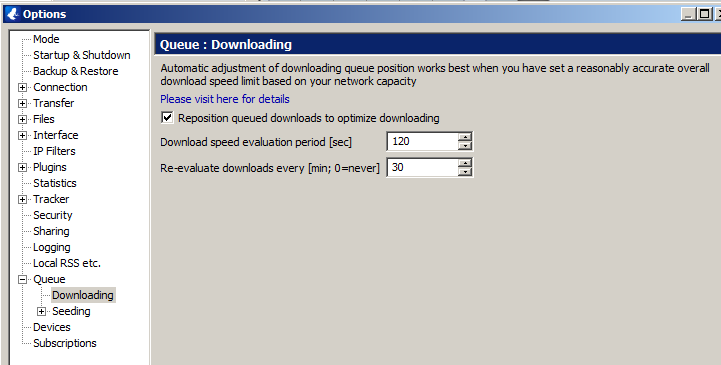 Options
Mode
Startup & Shutdown
Backup & Restore
Connection
Transfer
Files
Interface
IP Filters
Plugins
Statistics
Tracker
Security
Sharing
Logging
Local RSS etc.
Queue
Downloading
Seeding
Devices
Subscriptions
Queue : Downloading
Automatic adjustment of downloading queue position works best when you have set a reasonably accurate overall
download speed limit based on your network capacity
Please visit here for details
Reposition queued downloads to optimize downloading
Download speed evaluation period [sec] 120
Re-evaluate downloads every [min; 0=never] 30